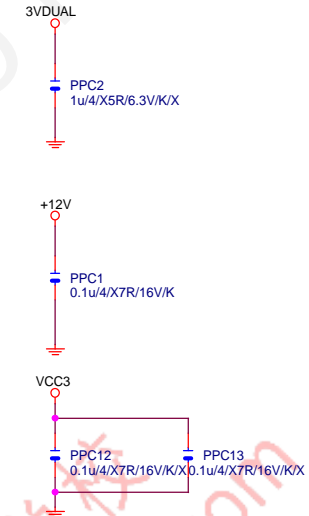 3VDUAL
PPC2
1u/4/X5R/6.3V/K/X
+12V
PPC1
0.1u/4/X7R/16V/K
VCC3
PPC12
0.1u/4/X7R/16V/K/X
PPC13
0.1u/4/X7R/16V/K/X
om